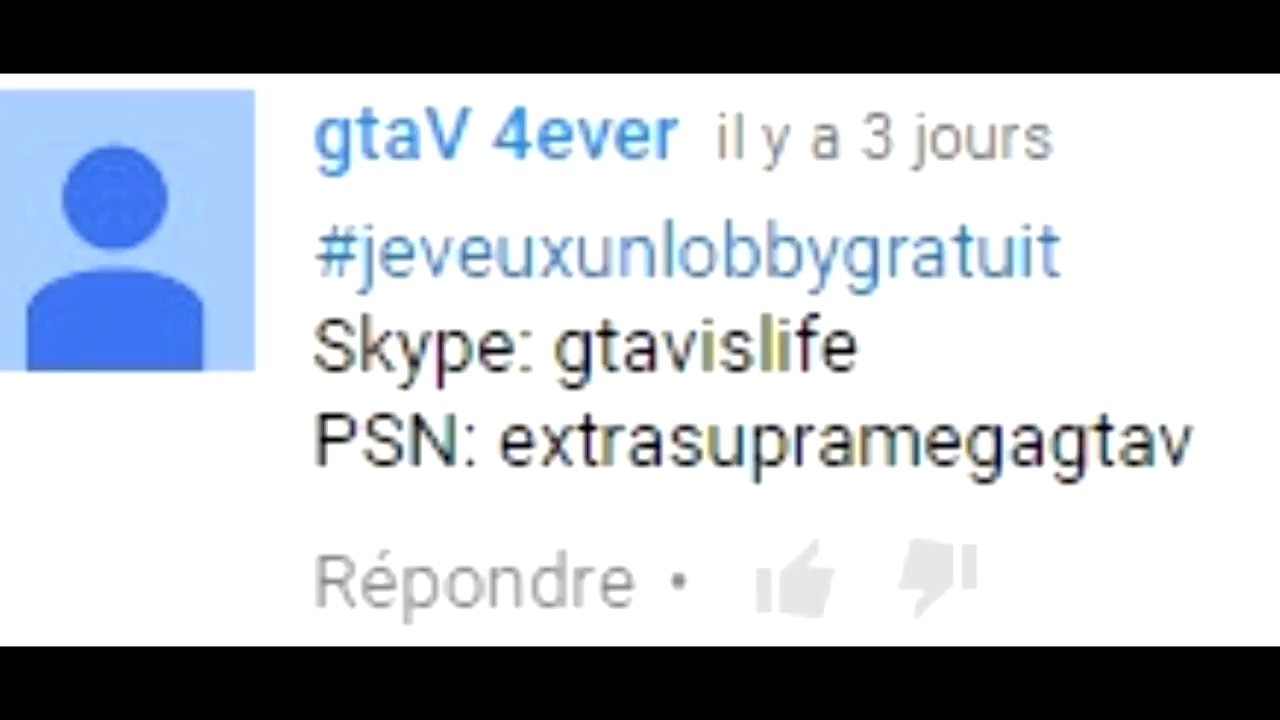 gtaV 4ever il y a 3 jours
#jeveuxunlobbygratuit
Skype: gtavislife
PSN: extrasupramegagtav
Répondre •